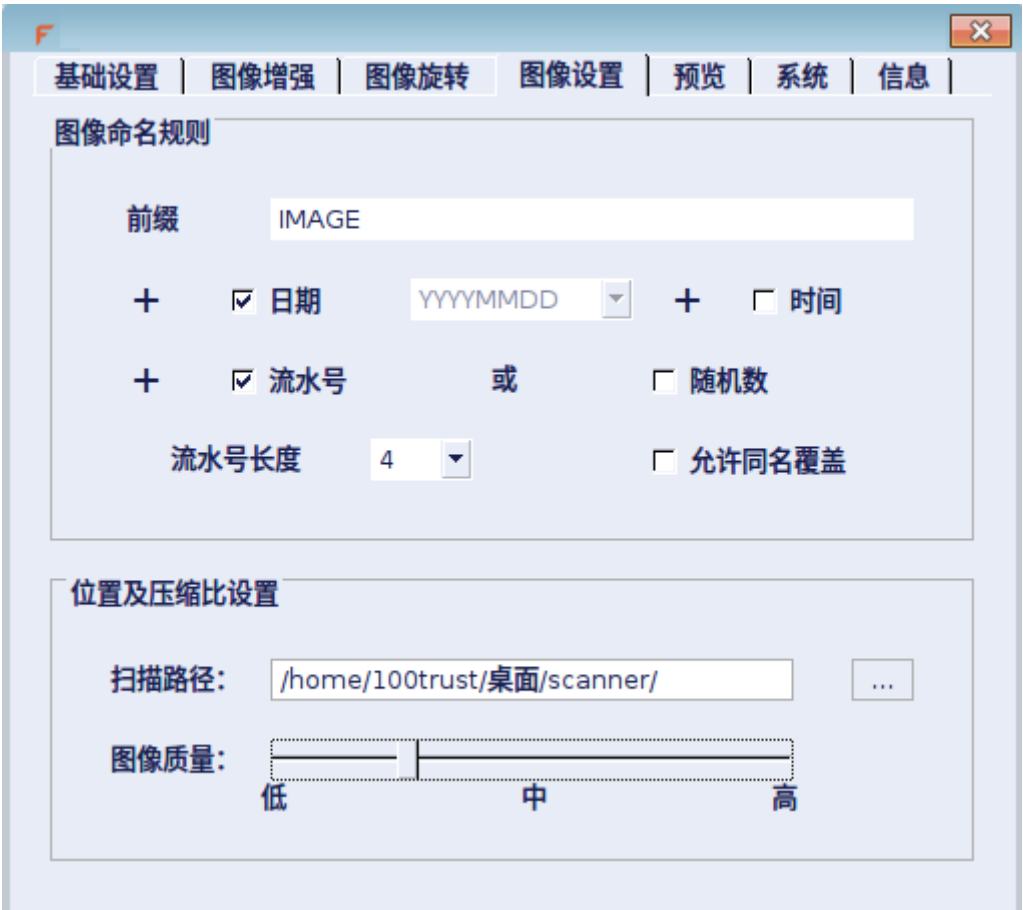 F
基础设置 图像增强 图像旋转 图像设置 预览 系统 信息
图像命名规则
前缀 IMAGE
+ 日期 YYYYMMDD + 时间
+ 流水号 或 随机数
流水号长度 4 允许同名覆盖
位置及压缩比设置
扫描路径： /home/100trust/桌面/scanner/ ...
图像质量：
低 中 高